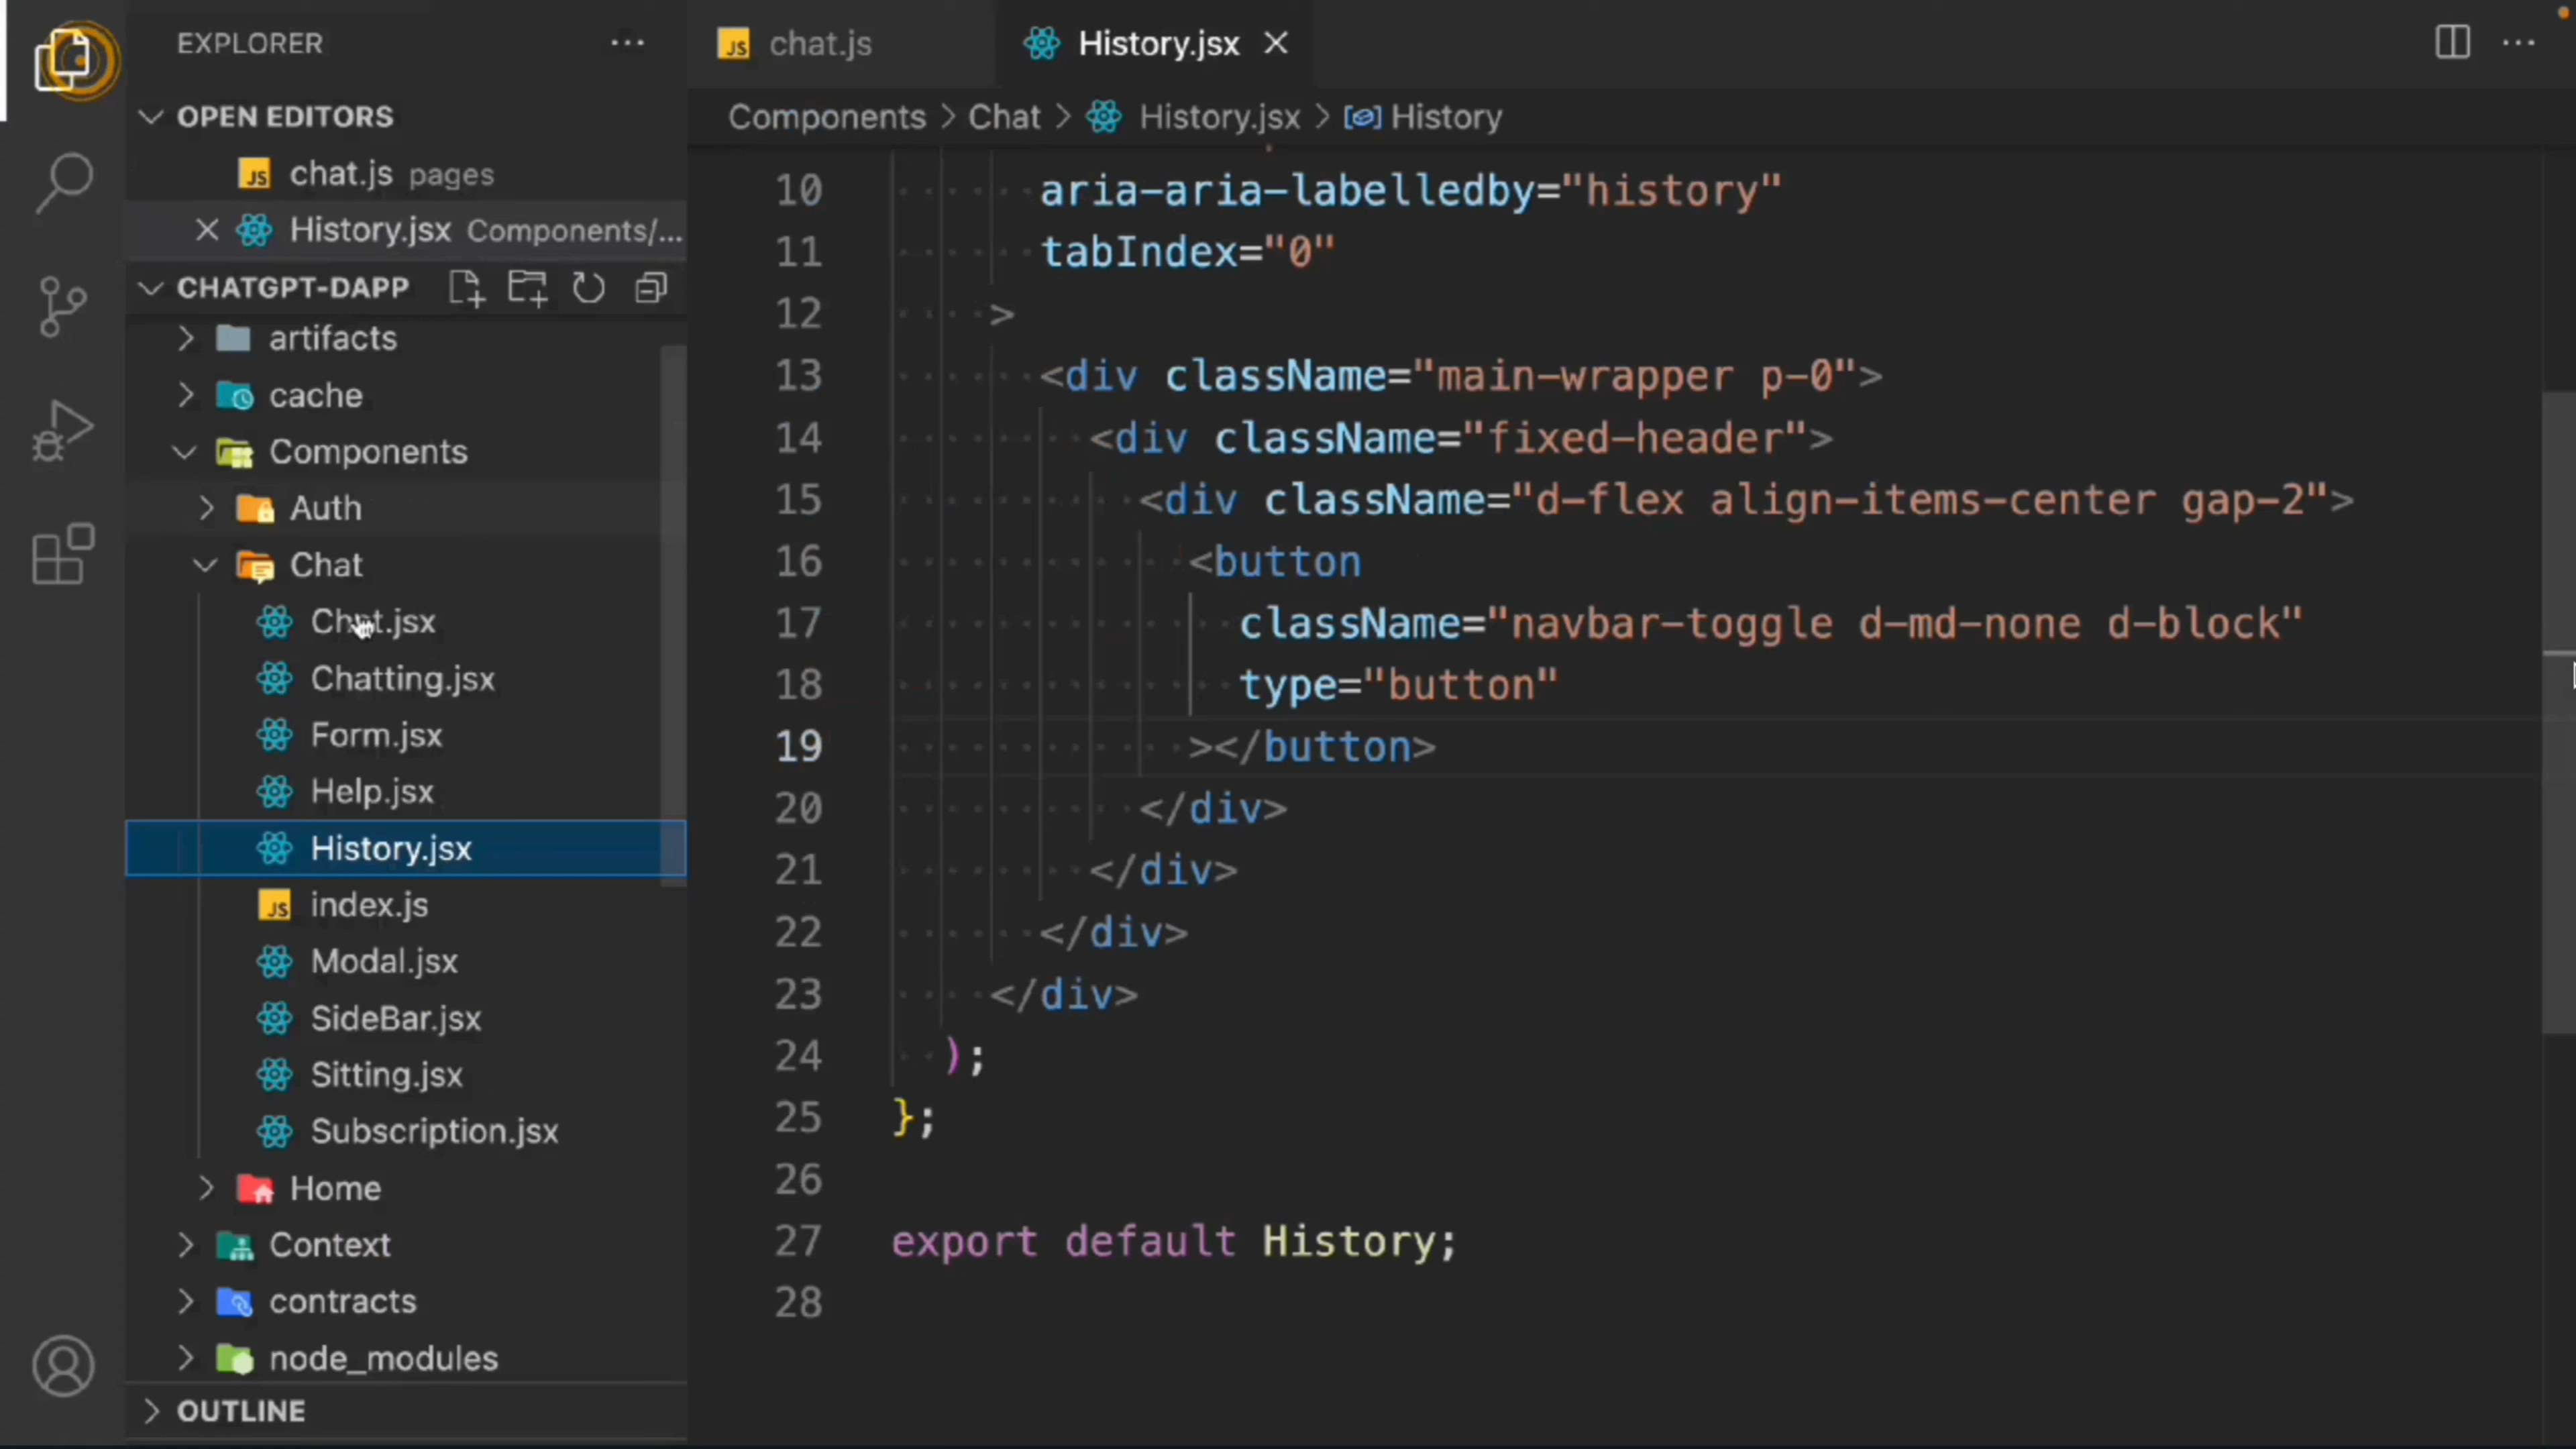 EXPLORER
OPEN EDITORS
JS chat.js pages
History.jsx Components/...
CHATGPT-DAPP
artifacts
cache
Components
Auth
Chat
Chat.jsx
Chatting.jsx
Form.jsx
Help.jsx
History.jsx
JS index.js
Modal.jsx
SideBar.jsx
Sitting.jsx
Subscription.jsx
Home
Context
contracts
node_modules
OUTLINE
JS chat.js
History.jsx
Components > Chat > History.jsx > History
10 aria-aria-labelledby="history"
11 tabIndex="0"
12 >
13 <div className="main-wrapper p-0">
14 <div className="fixed-header">
15 <div className="d-flex align-items-center gap-2">
16 <button
17 className="navbar-toggle d-md-none d-block"
18 type="button"
19 ></button>
20 </div>
21 </div>
22 </div>
23 </div>
24 );
25 };
26
27 export default History;
28